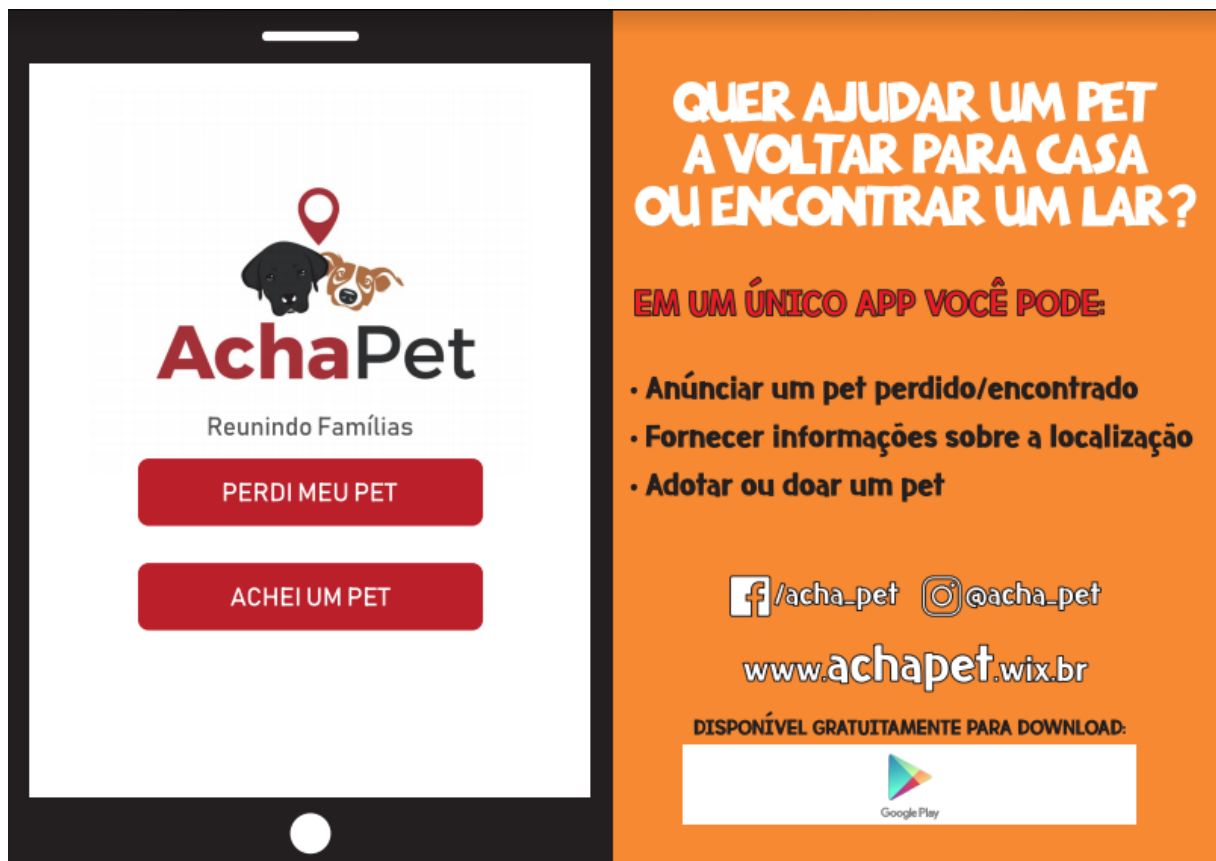 AchaPet
Reunindo Famílias
PERDI MEU PET
ACHEI UM PET
QUER AJUDAR UM PET
A VOLTAR PARA CASA
OU ENCONTRAR UM LAR?
EM UM ÚNICO APP VOCÊ PODE:
• Anúnciar um pet perdido/encontrado
• Fornecer informações sobre a localização
• Adotar ou doar um pet
/acha_pet @acha_pet
www.achapet.wix.br
DISPONÍVEL GRATUITAMENTE PARA DOWNLOAD:
Google Play